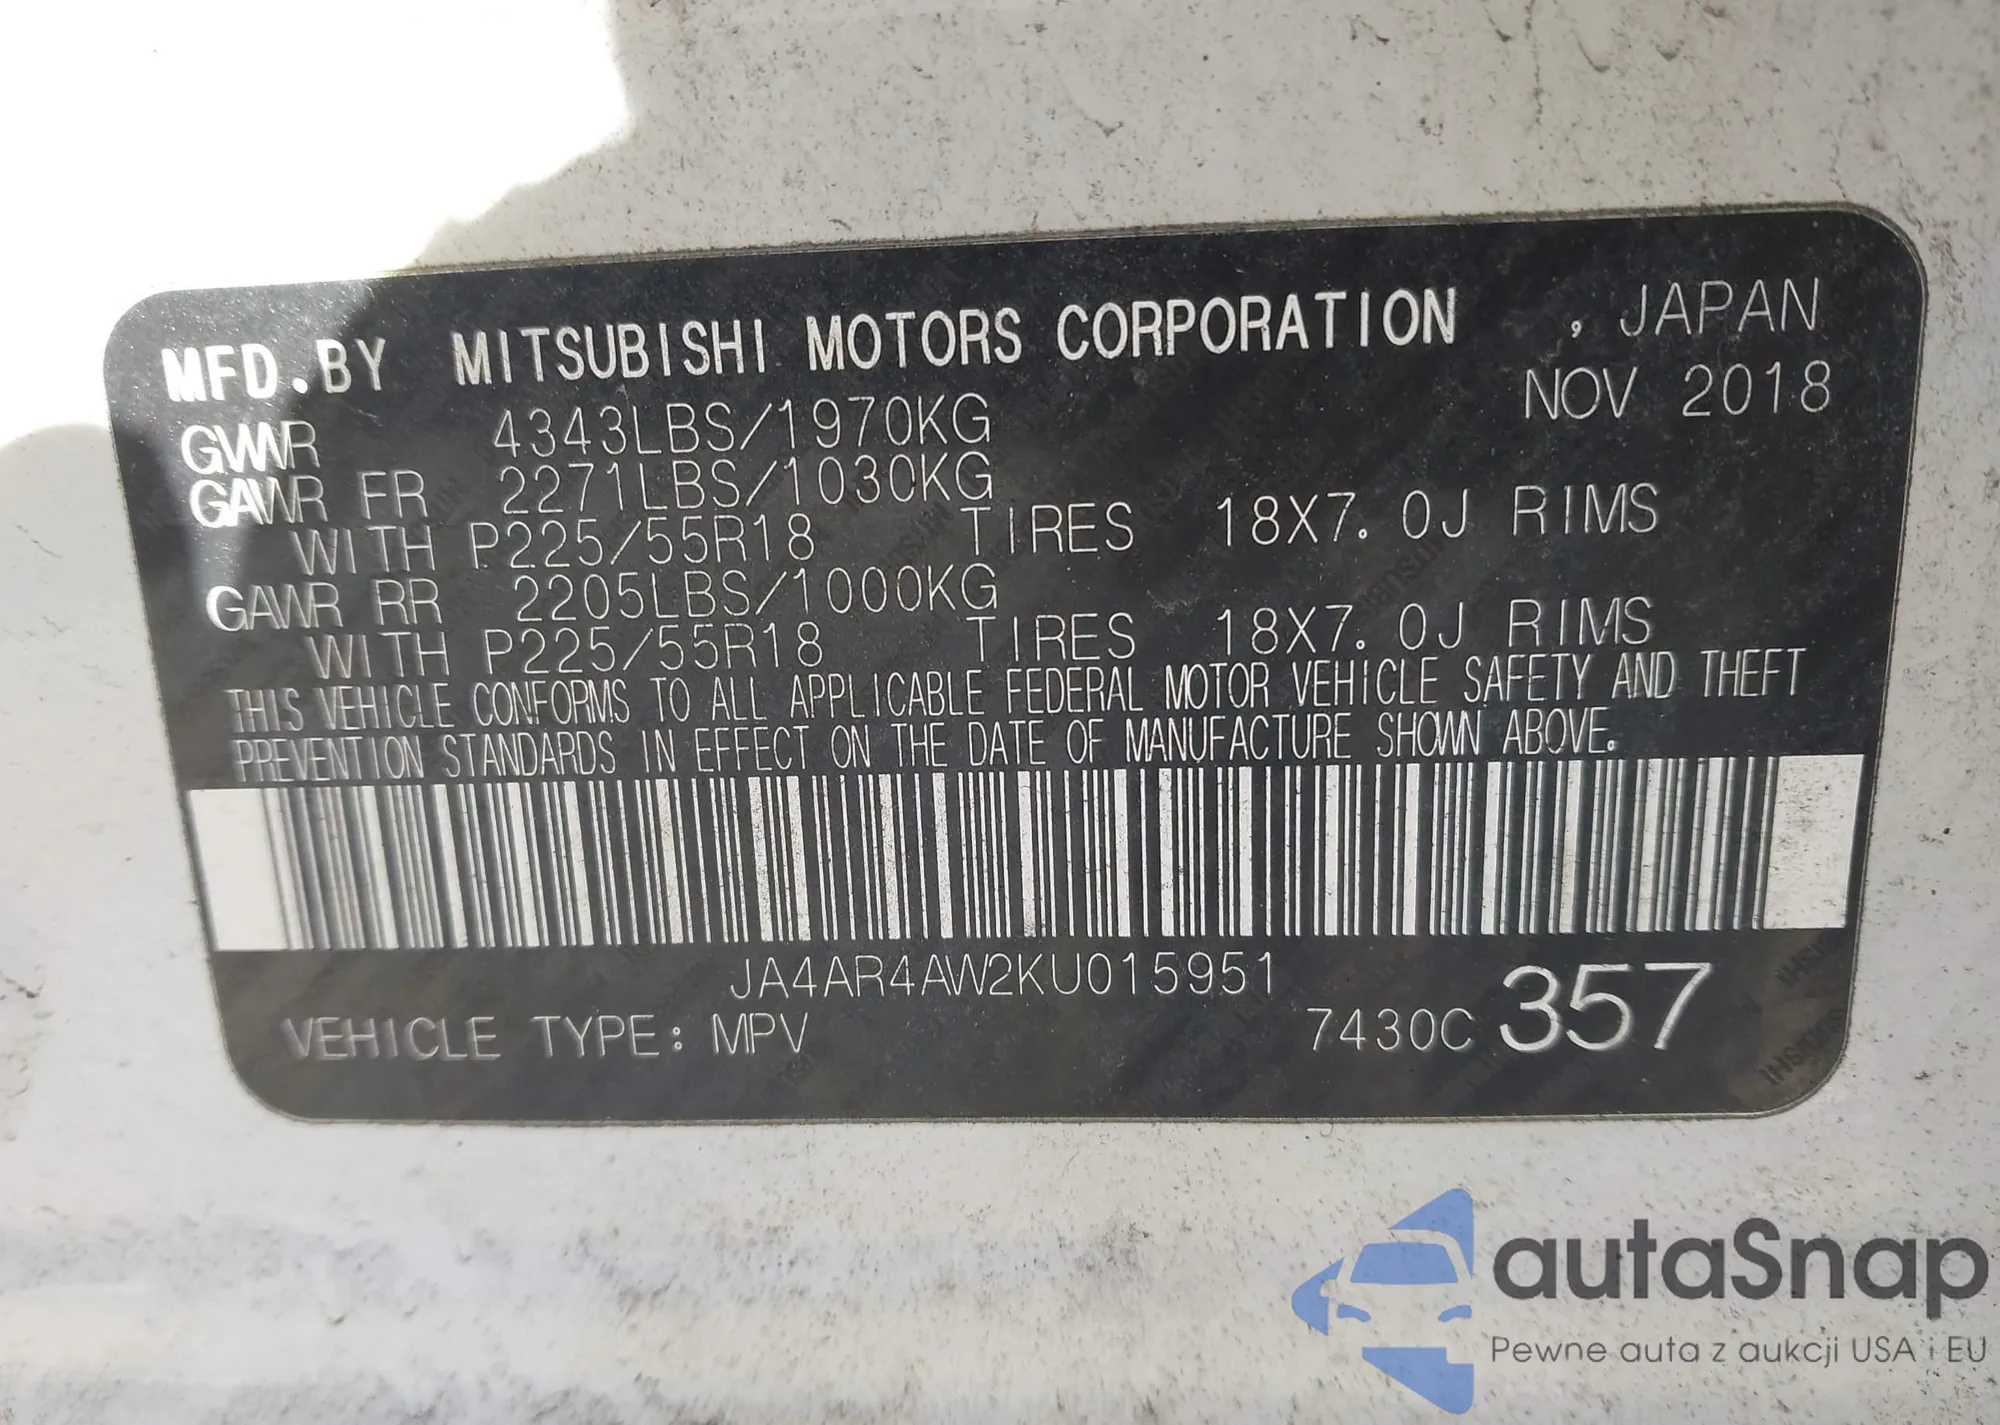 MFD.BY MITSUBISHI MOTORS CORPORATION , JAPAN
NOV 2018
GVWR 4343LBS/1970KG
GAWR FR 2271LBS/1030KG
WITH P225/55R18 TIRES 18X7.0J RIMS
GAWR RR 2205LBS/1000KG
WITH P225/55R18 TIRES 18X7.0J RIMS
THIS VEHICLE CONFORMS TO ALL APPLICABLE FEDERAL MOTOR VEHICLE SAFETY AND THEFT
PREVENTION STANDARDS IN EFFECT ON THE DATE OF MANUFACTURE SHOWN ABOVE.
JA4AR4AW2KU015951
VEHICLE TYPE: MPV 7430C 357
autaSnap
Pewne auta z aukcji USA i EU